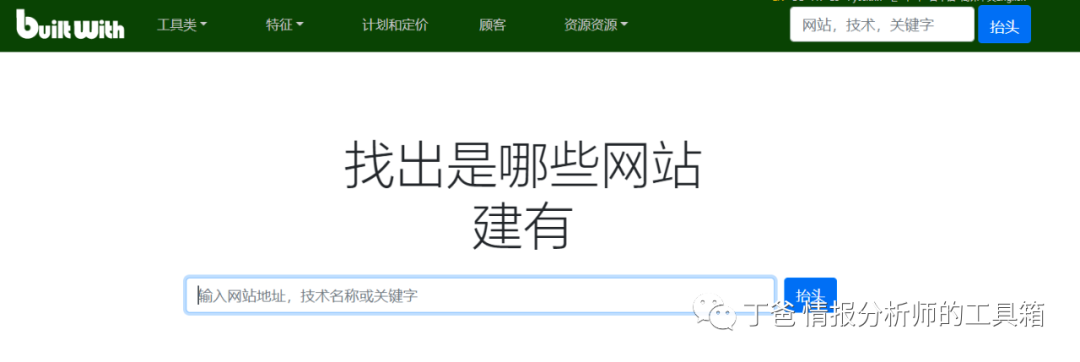 builtwith 工具类 特征 计划和定价 顾客 资源资源 网站，技术，关键字 抬头
找出是哪些网站
建有
输入网站地址，技术名称或关键字 抬头
丁爸 情报分析师的工具箱